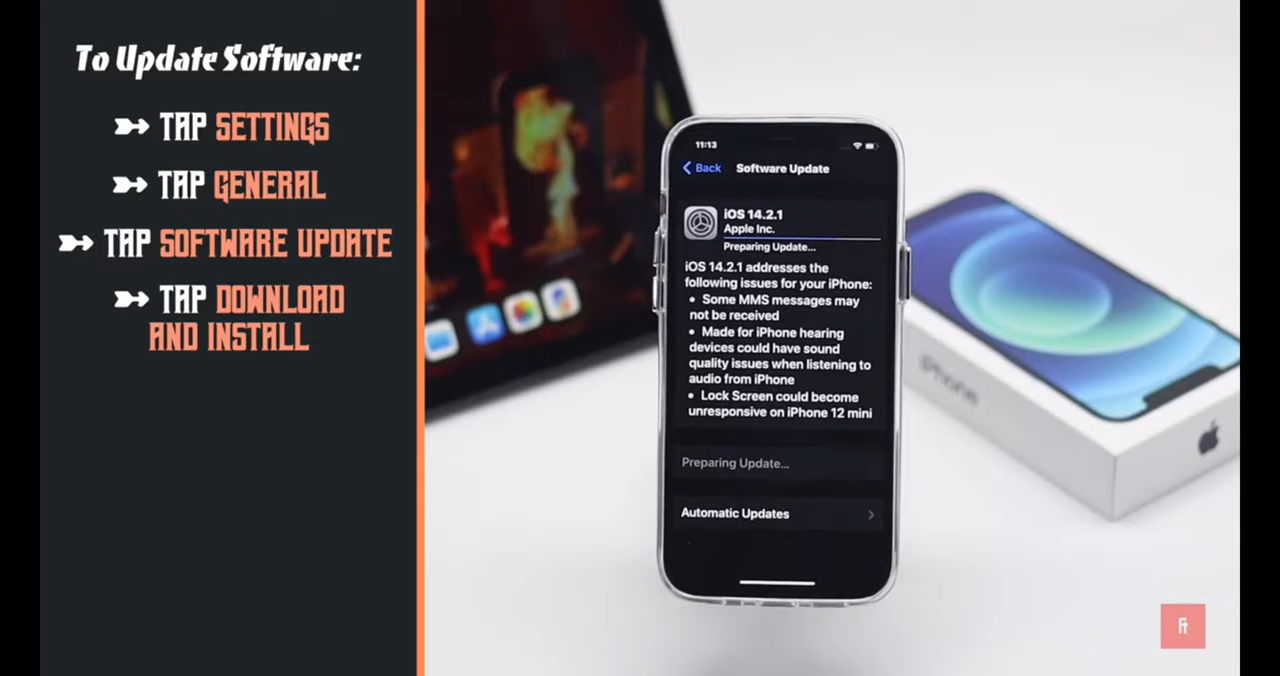 To Update Software:
TAP SETTINGS
TAP GENERAL
TAP SOFTWARE UPDATE
TAP DOWNLOAD
AND INSTALL
11:13
Back
Software Update
iOS 14.2.1
Apple Inc.
Preparing Update...
iOS 14.2.1 addresses the
following issues for your iPhone:
• Some MMS messages may
not be received
• Made for iPhone hearing
devices could have sound
quality issues when listening to
audio from iPhone
• Lock Screen could become
unresponsive on iPhone 12 mini
Preparing Update...
Automatic Updates
iPhone